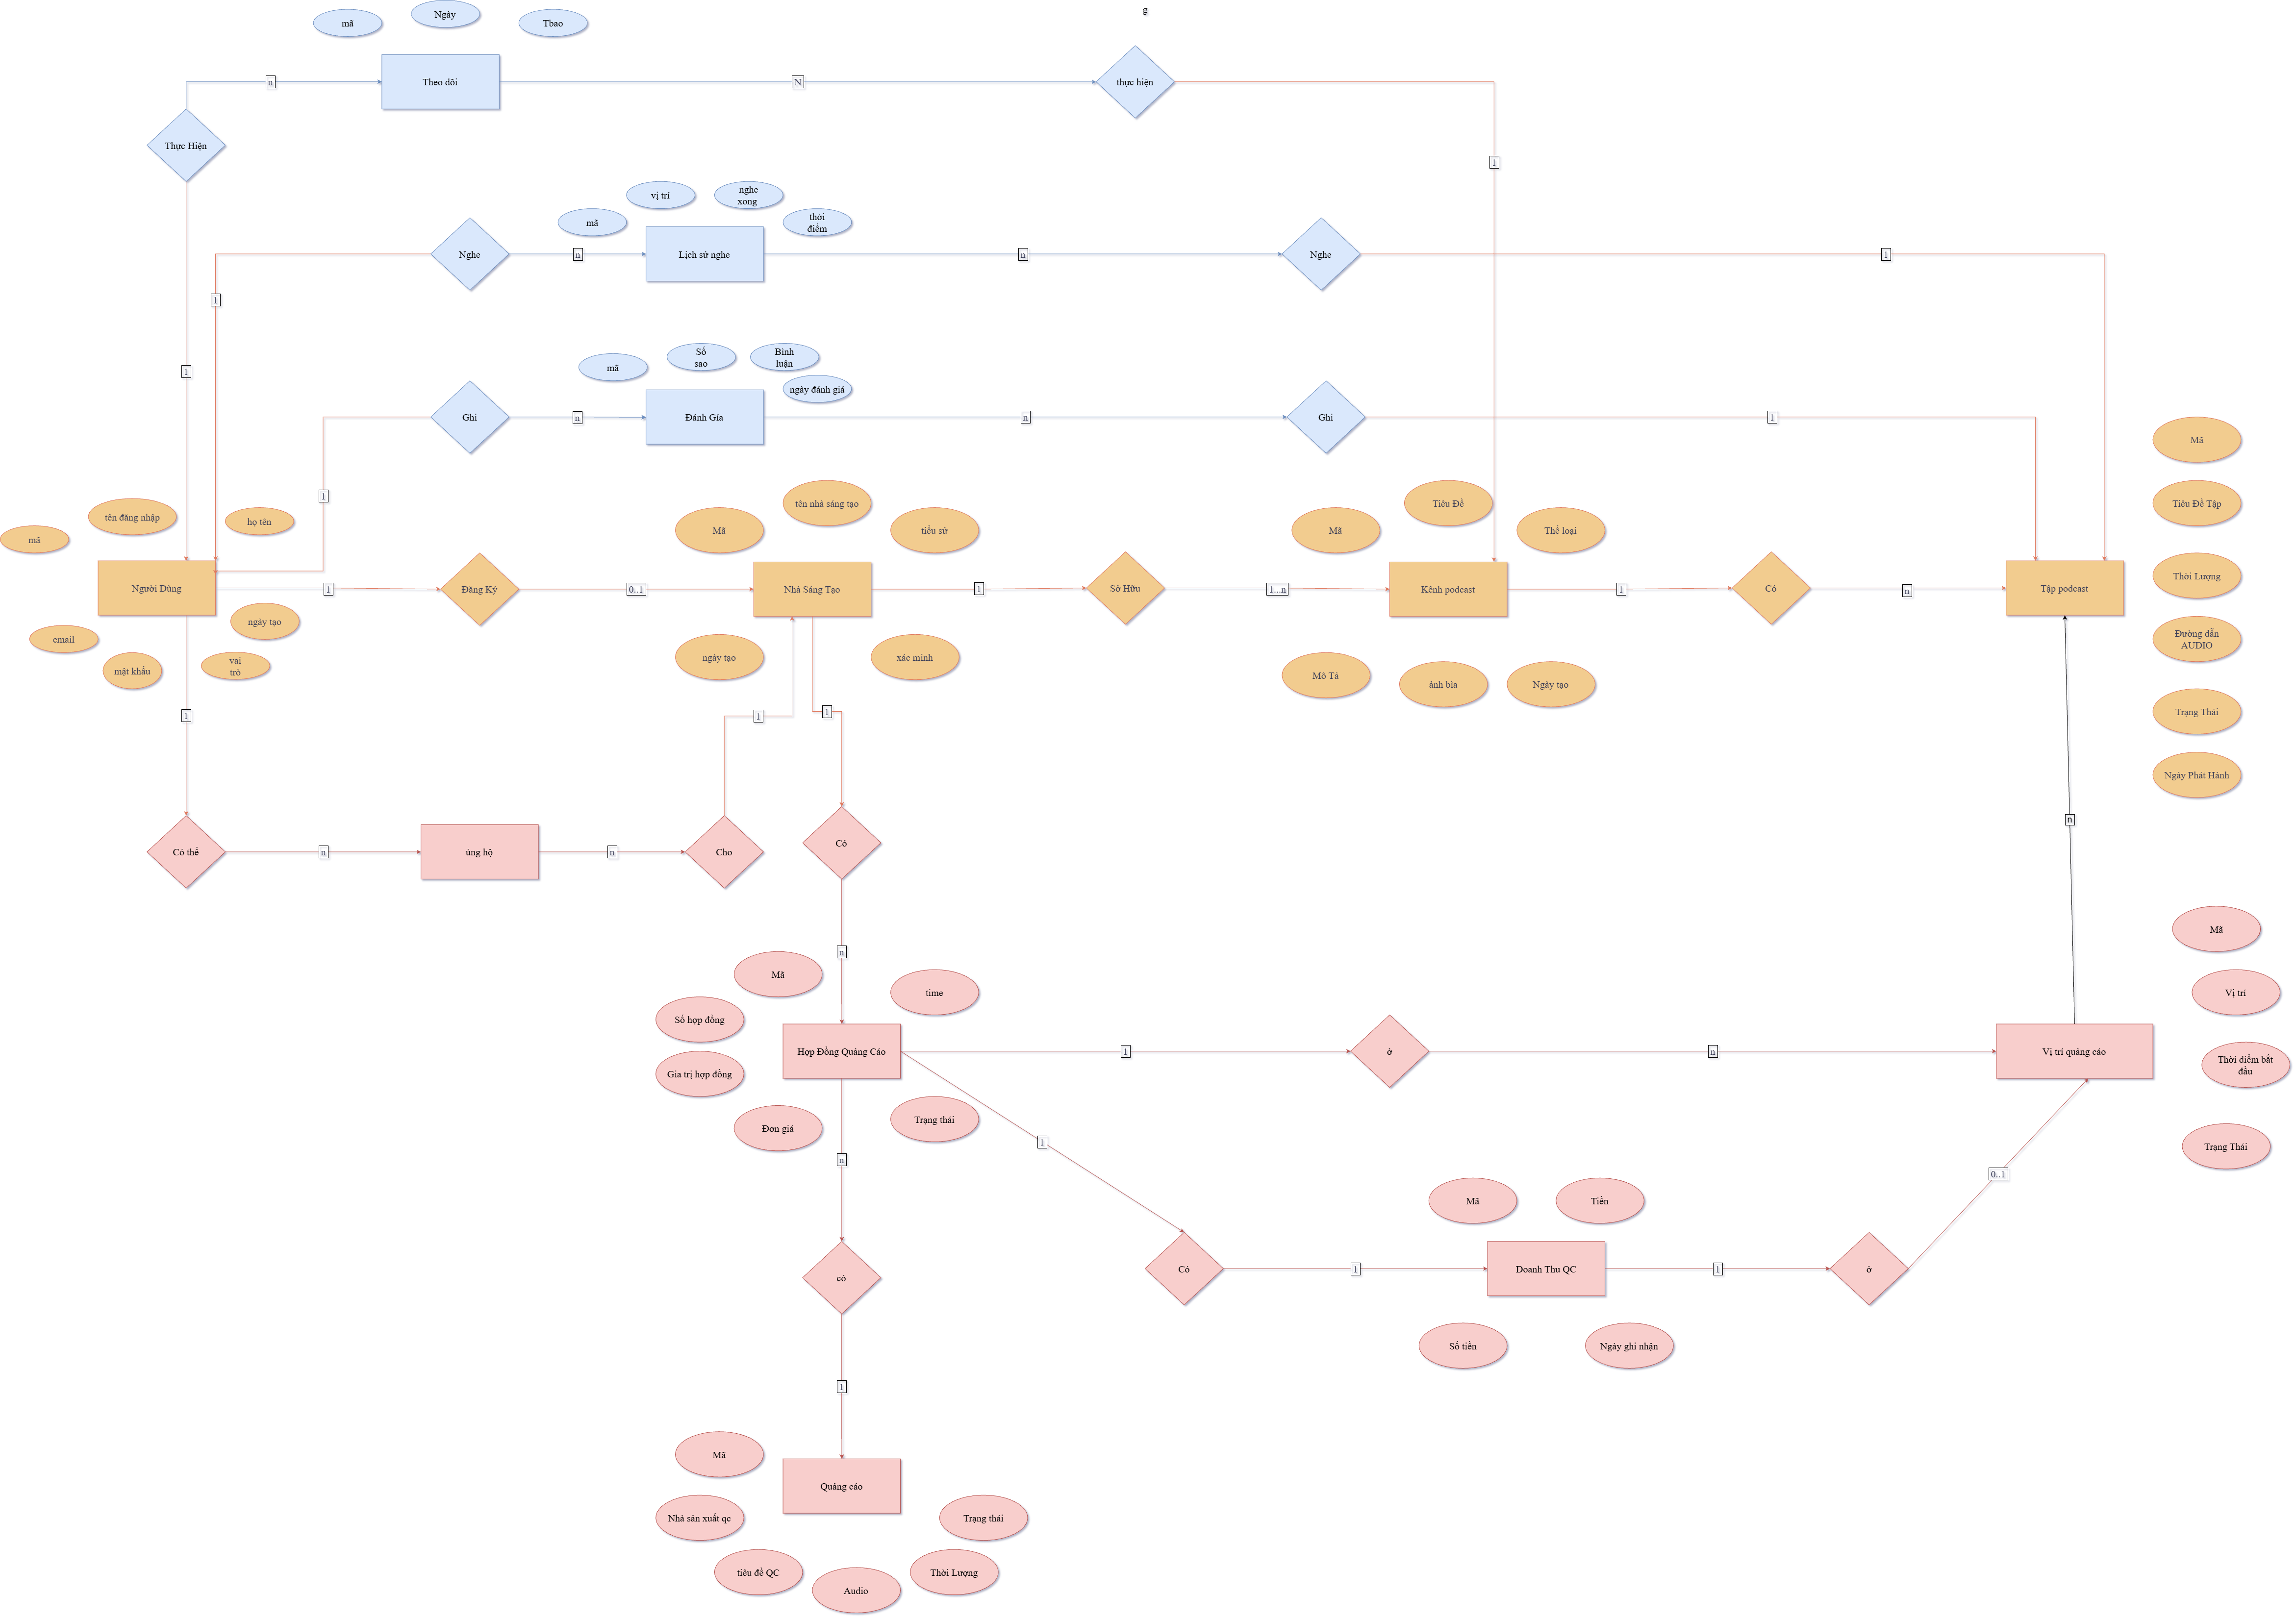 g
mã
Ngày
Tbao
n
Theo dõi
N
thực hiện
Thực Hiện
1
mã
vị trí
nghe
xong
thời
điểm
Nghe
n
Lịch sử nghe
n
Nghe
1
1
1
mã
Số
sao
Bình
luận
ngày đánh giá
Ghi
n
Đánh Gía
n
Ghi
1
1
Mã
Tiêu Đề Tập
Thời Lượng
Đường dẫn
AUDIO
Trạng Thái
Ngày Phát Hành
mã
tên đăng nhập
họ tên
Mã
tên nhà sáng tạo
tiểu sử
Mã
Tiêu Đề
Thể loại
Người Dùng
1
Đăng Ký
0..1
Nhà Sáng Tạo
1
Sở Hữu
1...n
Kênh podcast
1
Có
n
Tập podcast
email
mật khẩu
vai
trò
ngày tạo
ngày tạo
xác minh
Mô Tả
ảnh bìa
Ngày tạo
1
1
1
n
Có thể
n
ủng hộ
n
Cho
Có
n
Mã
time
Số hợp đồng
Hợp Đồng Quảng Cáo
Gia trị hợp đồng
Đơn giá
Trạng thái
1
ở
n
Vị trí quảng cáo
Mã
Vị trí
Thời điểm bắt
đầu
Trạng Thái
n
1
0..1
Mã
Tiền
có
Có
1
Doanh Thu QC
1
ở
Số tiền
Ngày ghi nhận
1
Mã
Quảng cáo
Nhà sản xuất qc
Trạng thái
tiêu đề QC
Audio
Thời Lượng